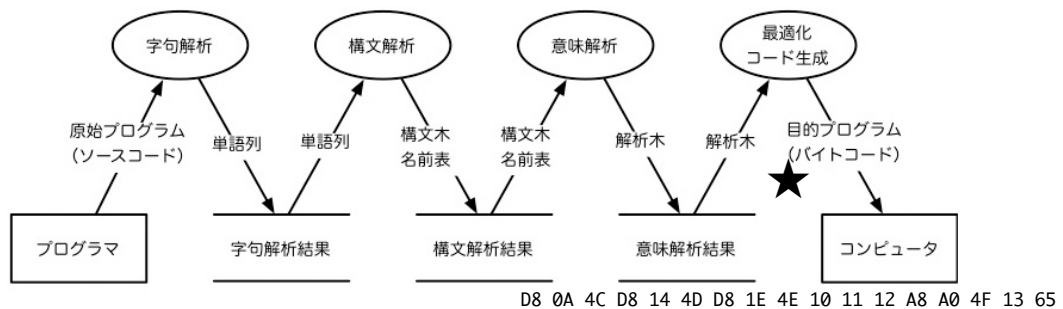 字句解析
構文解析
意味解析
最適化
コード生成
原始プログラム
(ソースコード)
単語列
単語列
構文木
名前表
構文木
名前表
解析木
解析木
目的プログラム
(バイトコード)
プログラマ
字句解析結果
構文解析結果
意味解析結果
コンピュータ
D8 0A 4C D8 14 4D D8 1E 4E 10 11 12 A8 A0 4F 13 65